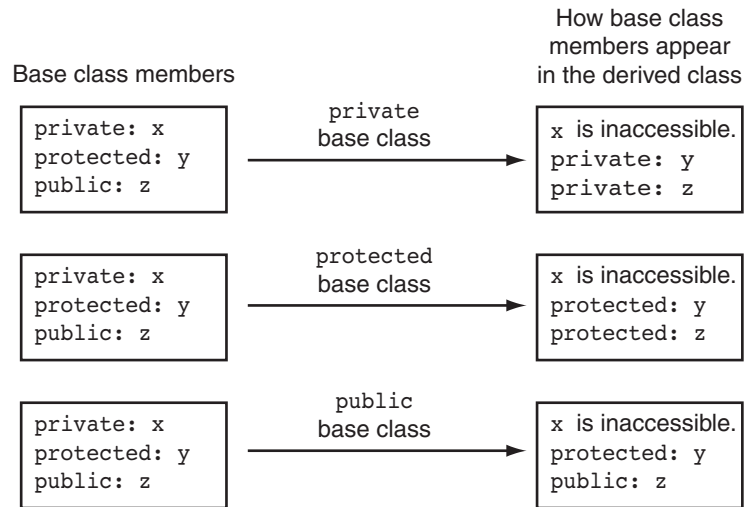 Base class members
How base class
members appear
in the derived class
private: x
protected: y
public: z
private
base class
x is inaccessible.
private: y
private: z
private: x
protected: y
public: z
protected
base class
x is inaccessible.
protected: y
protected: z
private: x
protected: y
public: z
public
base class
x is inaccessible.
protected: y
public: z